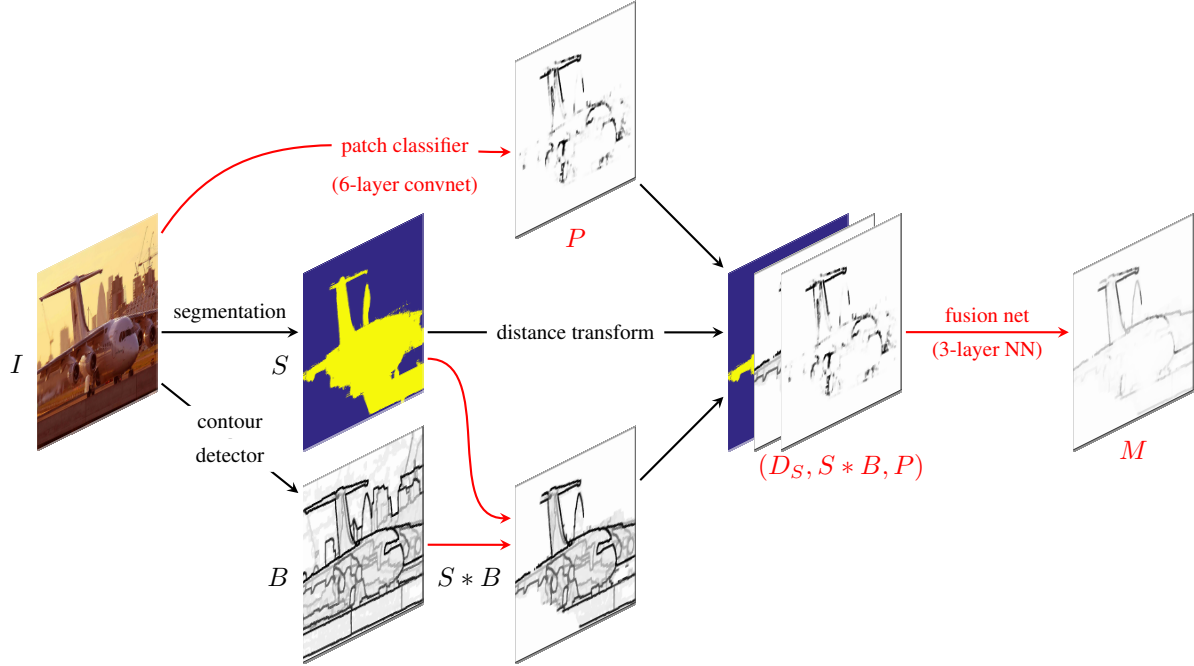 patch classifier
(6-layer convnet)
P
I
segmentation
S
distance transform
fusion net
(3-layer NN)
contour
detector
(D_S, S ∗ B, P)
M
B
S ∗ B